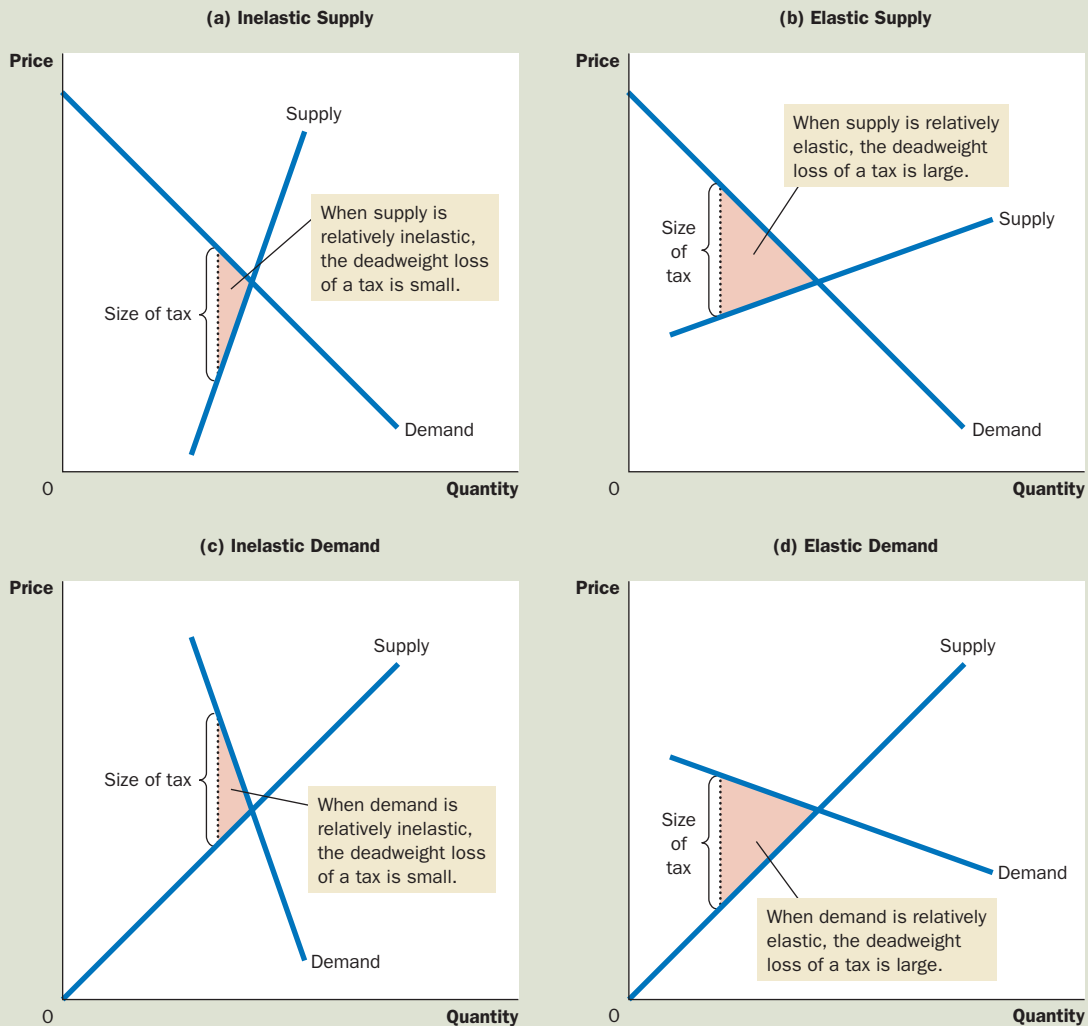 (a) Inelastic Supply
Price
Supply
When supply is
relatively inelastic,
the deadweight loss
of a tax is small.
Size of tax
Demand
0
Quantity
(b) Elastic Supply
Price
When supply is relatively
elastic, the deadweight
loss of a tax is large.
Size
of
tax
Supply
Demand
0
Quantity
(c) Inelastic Demand
Price
Supply
Size of tax
When demand is
relatively inelastic,
the deadweight loss
of a tax is small.
Demand
0
Quantity
(d) Elastic Demand
Price
Supply
Size
of
tax
Demand
When demand is relatively
elastic, the deadweight
loss of a tax is large.
0
Quantity